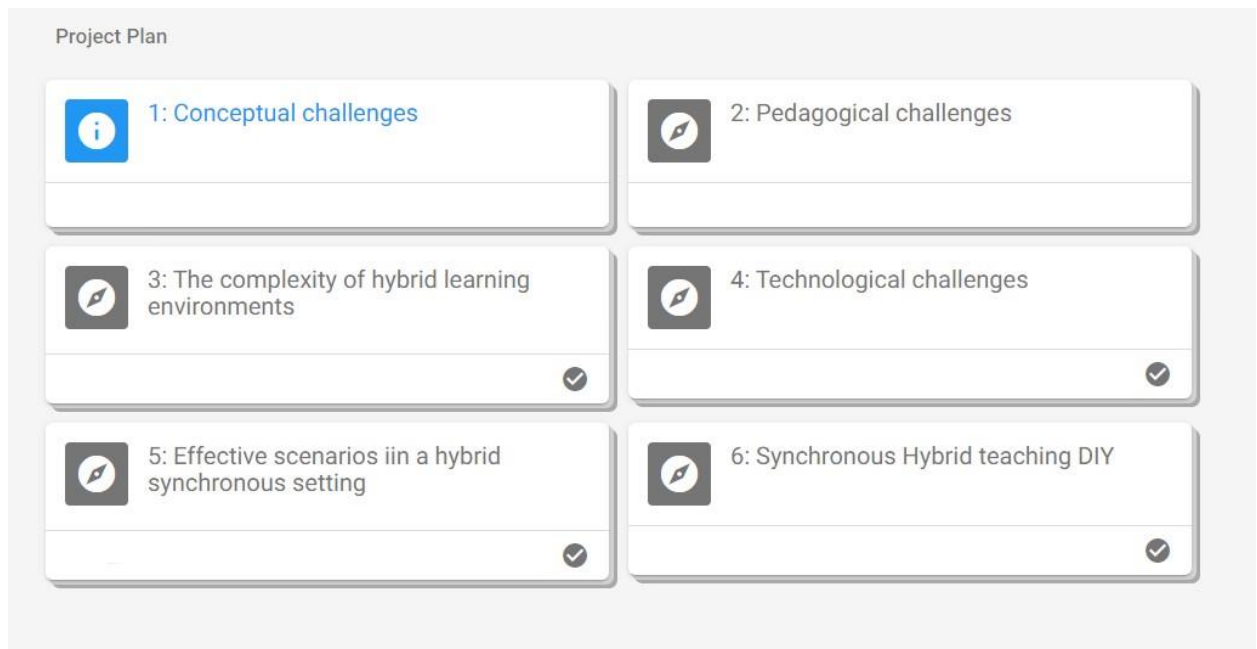 Project Plan
1: Conceptual challenges
2: Pedagogical challenges
3: The complexity of hybrid learning
environments
4: Technological challenges
5: Effective scenarios iin a hybrid
synchronous setting
6: Synchronous Hybrid teaching DIY